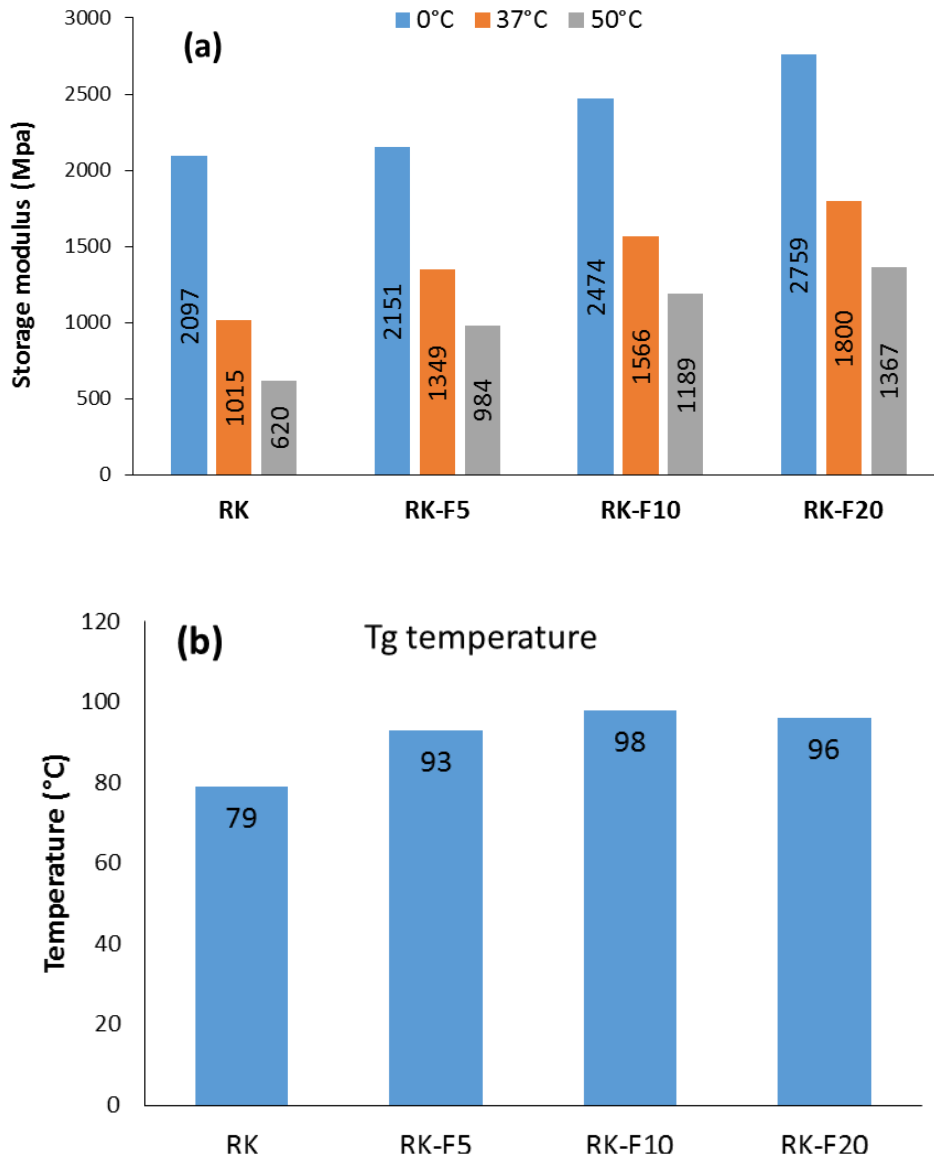 (a)
0°C 37°C 50°C
Storage modulus (Mpa)
3000
2500
2000
1500
1000
500
0
2097 1015 620
2151 1349 984
2474 1566 1189
2759 1800 1367
RK RK-F5 RK-F10 RK-F20
(b) Tg temperature
Temperature (°C)
120
100
80
60
40
20
0
79 93 98 96
RK RK-F5 RK-F10 RK-F20